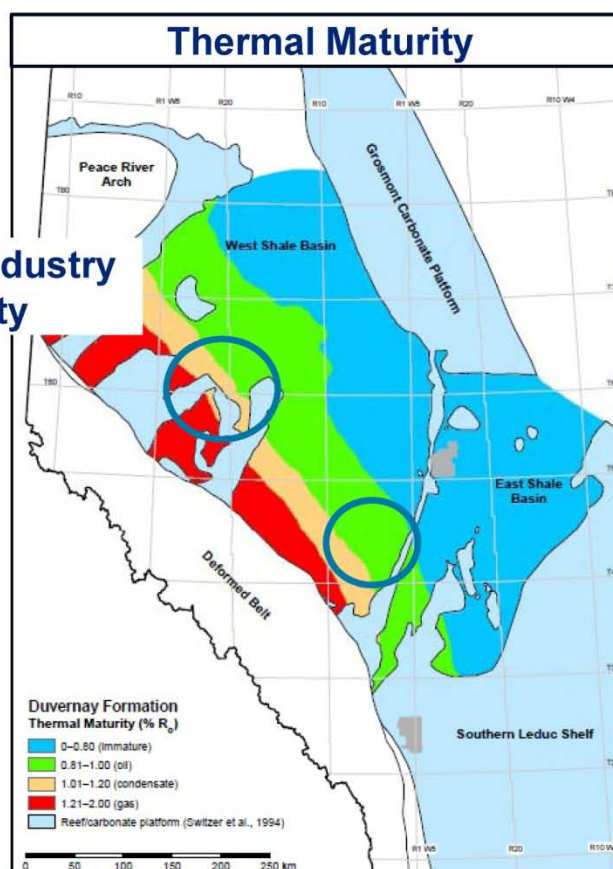 Thermal Maturity
R10
R1 W6
R20
R10
R1 W5
R20
R10 W4
Peace River
Arch
T80
Grosmont Carbonate Platform
West Shale Basin
ndustry
ty
T60
East Shale
Basin
Deformed Belt
Duvernay Formation
Thermal Maturity (% Ro)
0–0.80 (immature)
0.81–1.00 (oil)
1.01–1.20 (condensate)
1.21–2.00 (gas)
Reef/carbonate platform (Switzer et al., 1994)
Southern Leduc Shelf
0 50 100 150 200 250 km
R1 W5
R20
R10 W